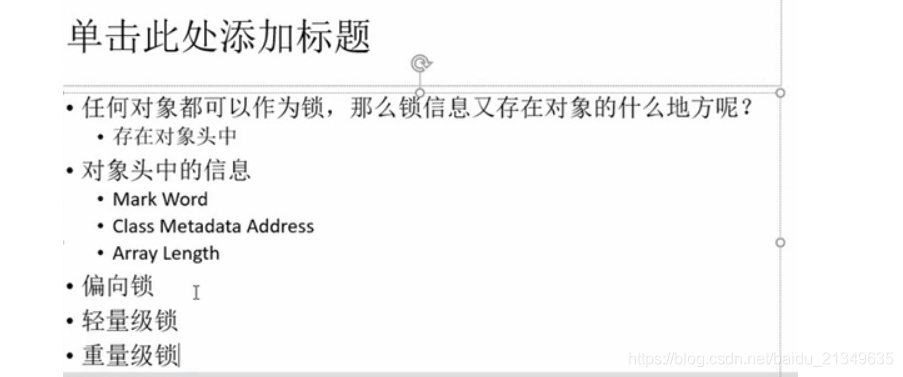 单击此处添加标题
• 任何对象都可以作为锁，那么锁信息又存在对象的什么地方呢？
• 存在对象头中
• 对象头中的信息
• Mark Word
• Class Metadata Address
• Array Length
• 偏向锁
• 轻量级锁
• 重量级锁
https://blog.csdn.net/baidu_21349635